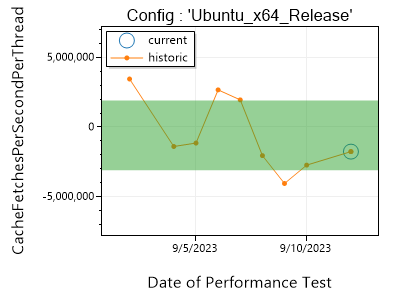 Config : 'Ubuntu_x64_Release'
current
historic
CacheFetchesPerSecondPerThread
5,000,000
0
-5,000,000
9/5/2023
9/10/2023
Date of Performance Test